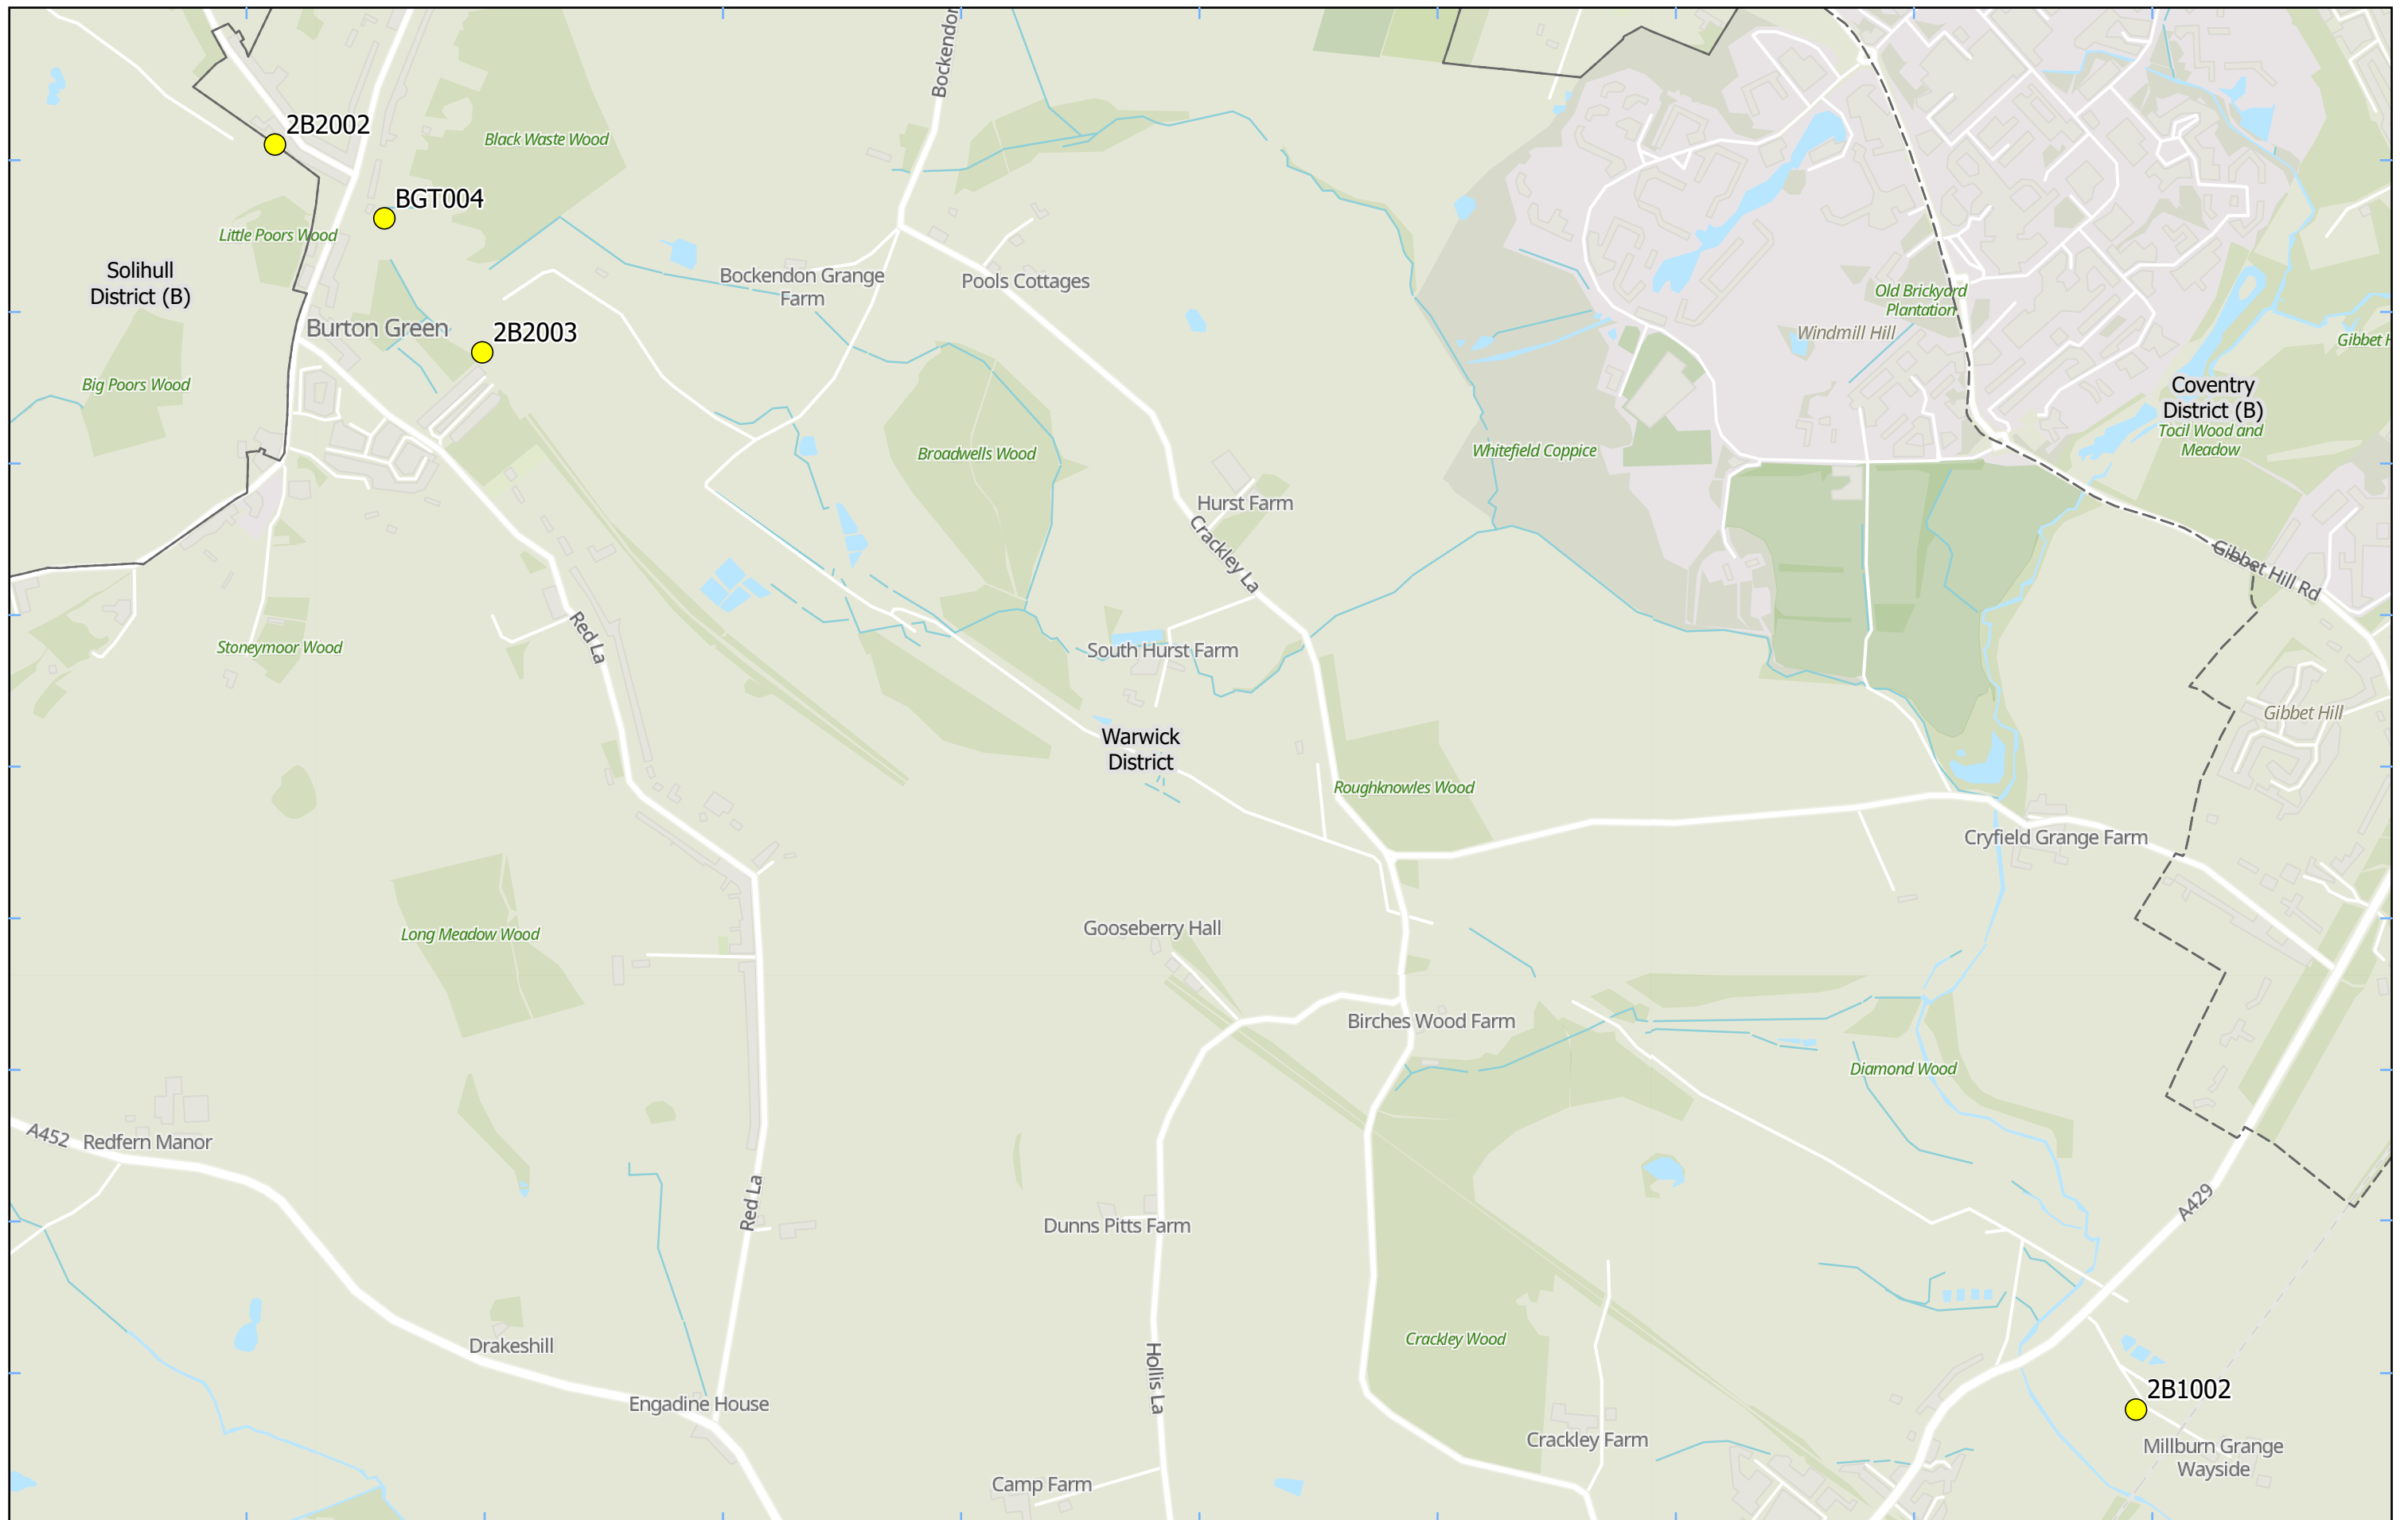 Bockendon
2B2002
Black Waste Wood
BGT004
Little Poors Wood
Solihull
District (B)
Bockendon Grange
Farm
Pools Cottages
Old Brickyard
Plantation
Burton Green
2B2003
Windmill Hill
Gibbet H
Big Poors Wood
Coventry
District (B)
Tocil Wood and
Meadow
Broadwells Wood
Whitefield Coppice
Hurst Farm
Crackley La
Gibbet Hill Rd
Red La
Stoneymoor Wood
South Hurst Farm
Gibbet Hill
Warwick
District
Roughknowles Wood
Cryfield Grange Farm
Long Meadow Wood
Gooseberry Hall
Birches Wood Farm
Diamond Wood
A452
Redfern Manor
Red La
A429
Dunns Pitts Farm
Drakeshill
Crackley Wood
Hollis La
Engadine House
2B1002
Crackley Farm
Millburn Grange
Wayside
Camp Farm